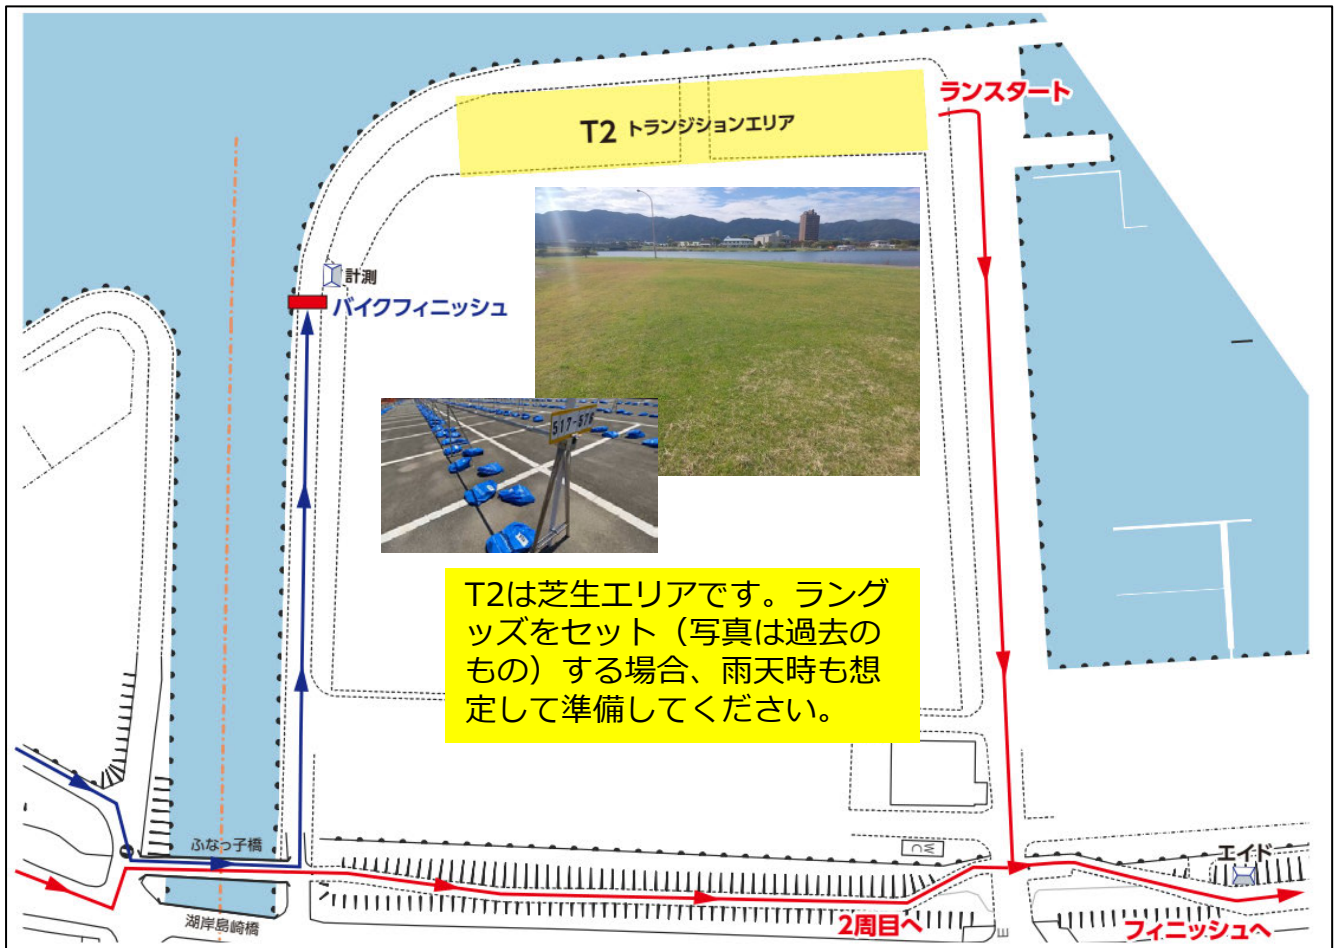 ランスタート
T2 トランジションエリア
計測
バイクフィニッシュ
517-576
T2は芝生エリアです。ラング
ッズをセット（写真は過去の
もの）する場合、雨天時も想
定して準備してください。
ふなっ子橋
WC
エイド
湖岸島崎橋
2周目へ
フィニッシュへ
E